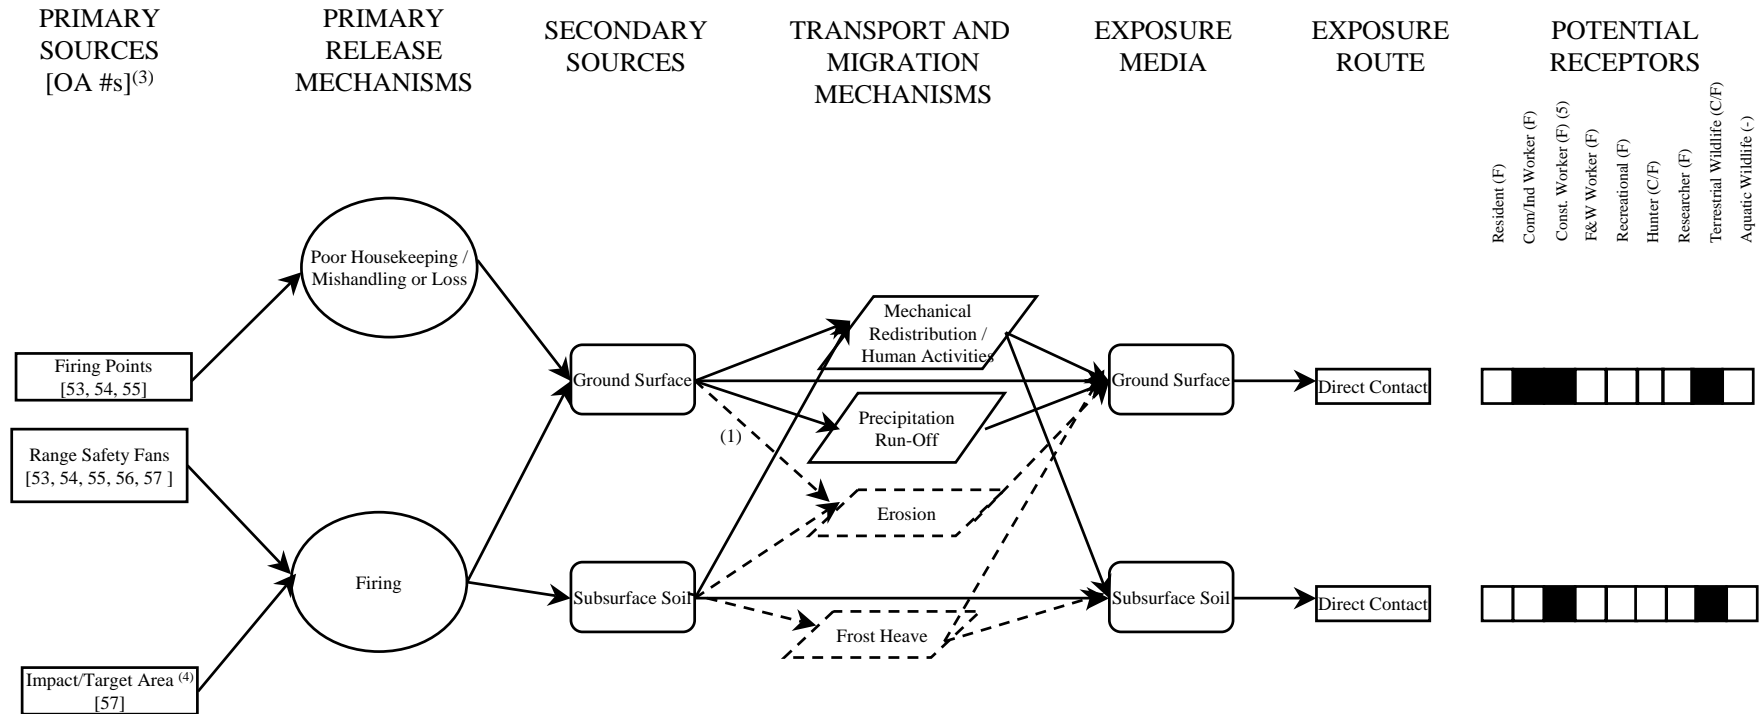 PRIMARY
SOURCES
[OA #s](3)
PRIMARY
RELEASE
MECHANISMS
SECONDARY
SOURCES
TRANSPORT AND
MIGRATION
MECHANISMS
EXPOSURE
MEDIA
EXPOSURE
ROUTE
POTENTIAL
RECEPTORS
Resident (F)
Com/Ind Worker (F)
Const. Worker (F) (5)
F&W Worker (F)
Recreational (F)
Hunter (C/F)
Researcher (F)
Terrestrial Wildlife (C/F)
Aquatic Wildlife (-)
Poor Housekeeping /
Mishandling or Loss
Firing Points
[53, 54, 55]
Range Safety Fans
[53, 54, 55, 56, 57 ]
Firing
Impact/Target Area (4)
[57]
Ground Surface
Subsurface Soil
(1)
Mechanical
Redistribution /
Human Activities
Precipitation
Run-Off
Erosion
Frost Heave
Ground Surface
Direct Contact
Subsurface Soil
Direct Contact